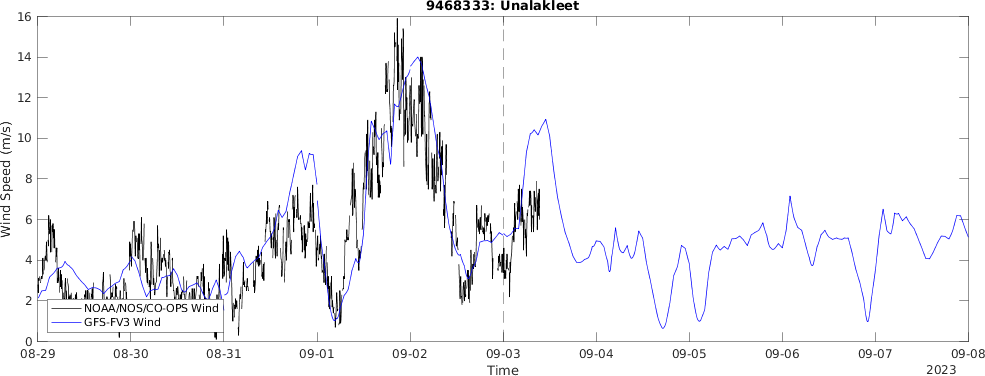 9468333: Unalakleet
Wind Speed (m/s)
16
14
12
10
8
6
4
2
0
NOAA/NOS/CO-OPS Wind
GFS-FV3 Wind
08-29 08-30 08-31 09-01 09-02 09-03 09-04 09-05 09-06 09-07 09-08
Time
2023